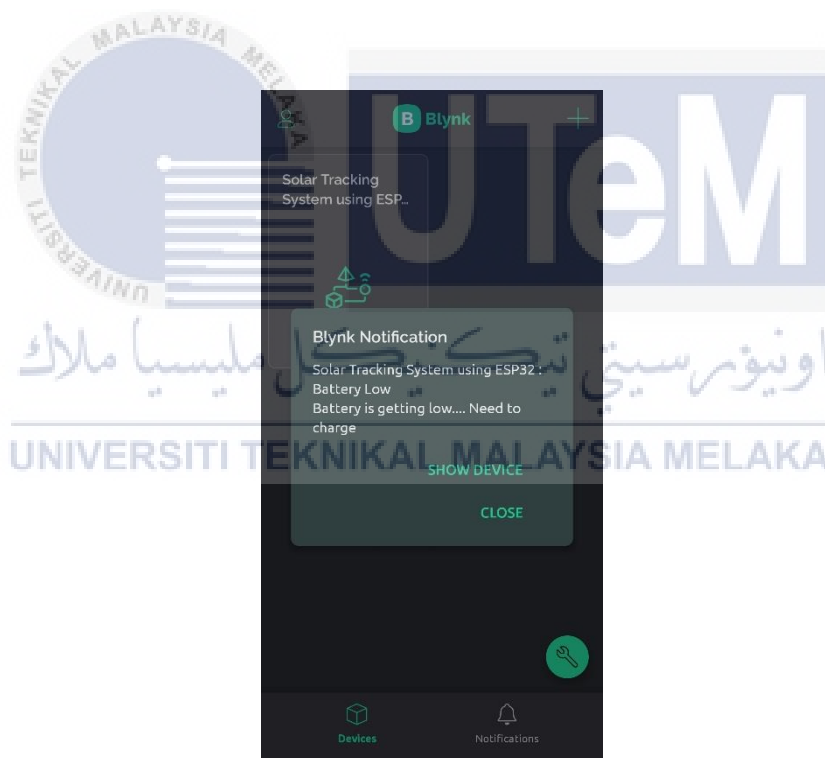 UNIVERSITI TEKNIKAL MALAYSIA MELAKA
UTeM
B Blynk
Solar Tracking
System using ESP...
Blynk Notification
Solar Tracking System using ESP32 :
Battery Low
Battery is getting low.... Need to
charge
اونيۏرسيتي تيكنيكل مليسيا ملاك
UNIVERSITI TEKNIKAL MALAYSIA MELAKA
SHOW DEVICE
CLOSE
Devices
Notifications